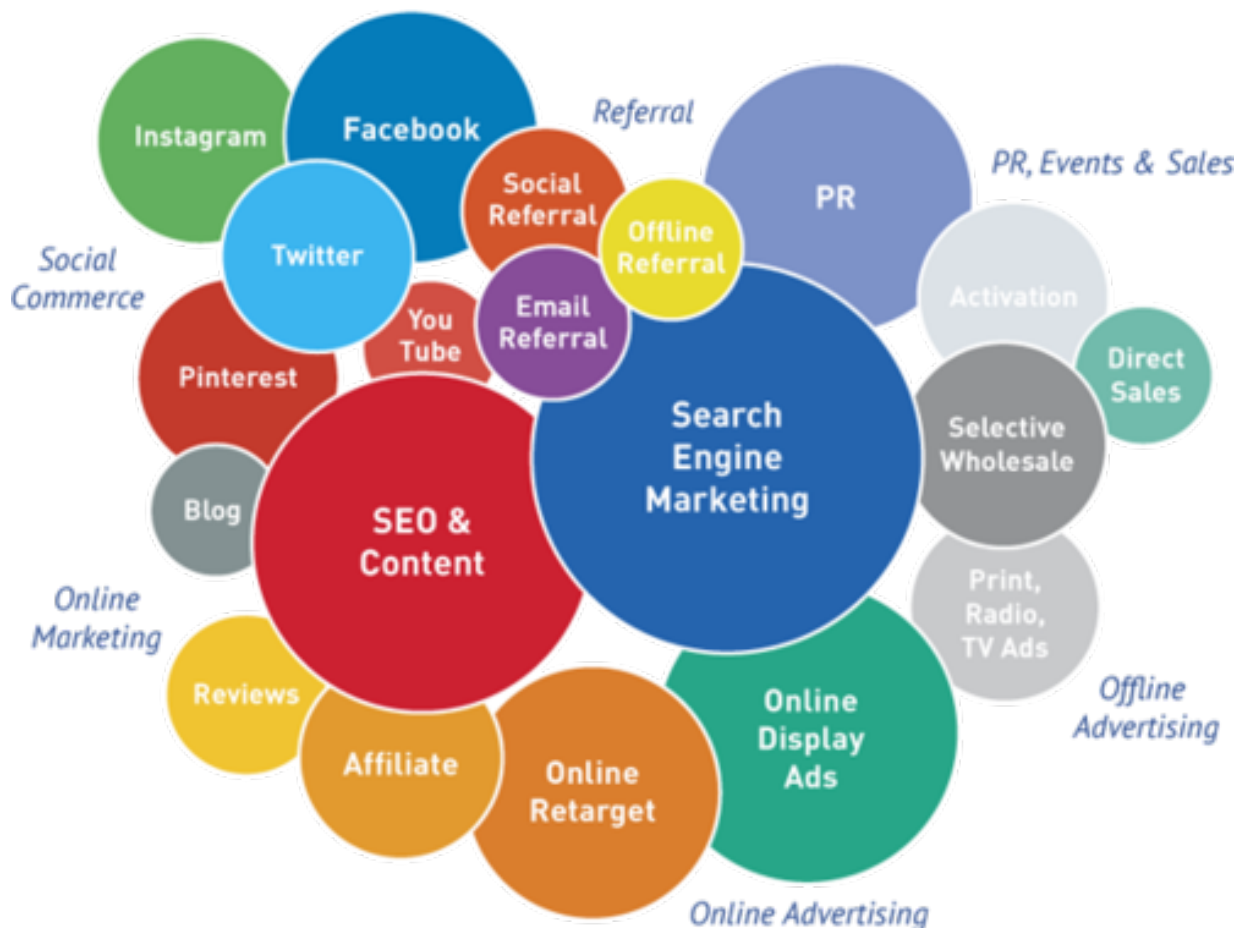 Instagram
Facebook
Referral
PR, Events & Sales
Social
Referral
Offline
Referral
PR
Twitter
Social
Commerce
Activation
You
Tube
Email
Referral
Pinterest
Direct
Sales
Search
Engine
Marketing
Selective
Wholesale
Blog
SEO &
Content
Print,
Radio,
TV Ads
Online
Marketing
Reviews
Offline
Advertising
Affiliate
Online
Retarget
Online
Display
Ads
Online Advertising